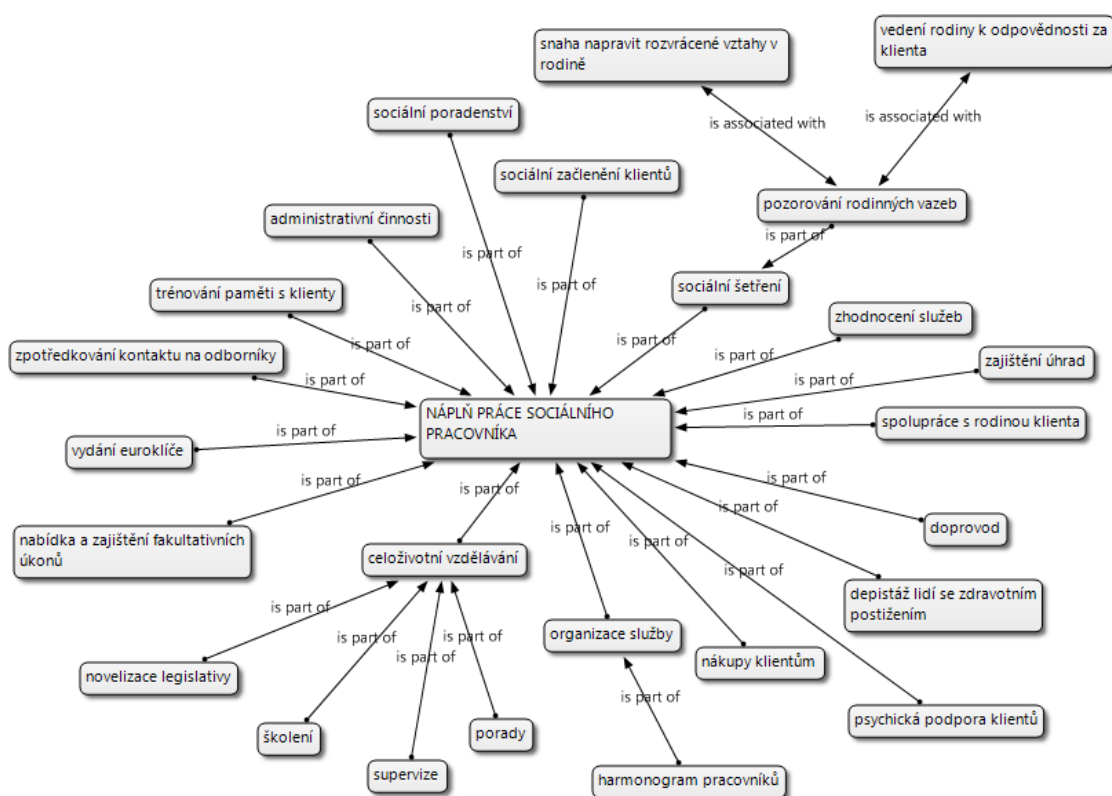 snaha napravit rozvrácené vztahy v
rodině
vedení rodiny k odpovědnosti za
klienta
sociální poradenství
is associated with
is associated with
sociální začlenění klientů
administrativní činnosti
pozorování rodinných vazeb
is part of
is part of
is part of
trénování paměti s klienty
sociální šetření
is part of
is part of
zhodnocení služeb
is part of
is part of
is part of
zpotředkování kontaktu na odborníky
zajištění úhrad
is part of
is part of
NÁPLŇ PRÁCE SOCIÁLNÍHO
PRACOVNÍKA
is part of
spolupráce s rodinou klienta
is part of
vydání euroklíče
is part of
is part of
is part of
is part of
nabídka a zajištění fakultativních
úkonů
is part of
is part of
doprovod
celoživotní vzdělávání
is part of
is part of
depistáž lidí se zdravotním
postižením
is part of
is part of
is part of
organizace služby
is part of
novelizace legislativy
nákupy klientům
is part of
psychická podpora klientů
školení
porady
supervize
harmonogram pracovníků